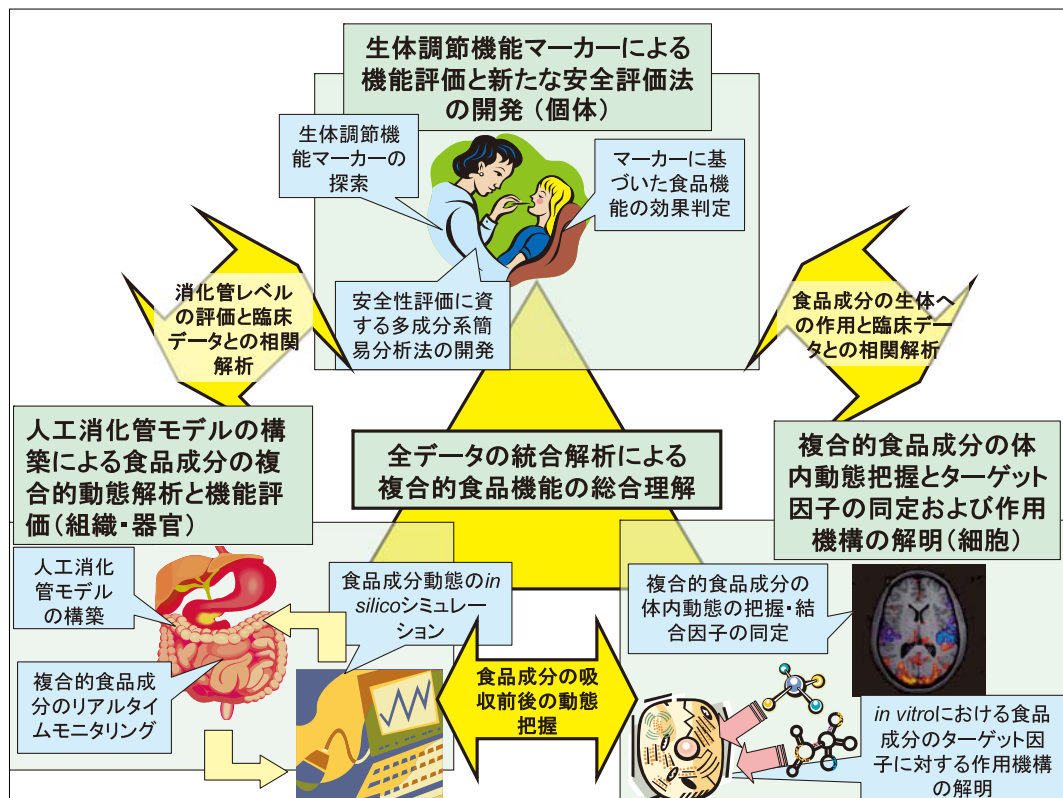 生体調節機能マーカーによる
機能評価と新たな安全評価法
の開発（個体）
生体調節機
能マーカーの
探索
マーカーに基
づいた食品機
能の効果判定
安全性評価に資
する多成分系簡
易分析法の開発
消化管レベル
の評価と臨床
データとの相関
解析
食品成分の生体へ
の作用と臨床デー
タとの相関解析
人工消化管モデルの構
築による食品成分の複
合的動態解析と機能評
価（組織・器官）
全データの統合解析による
複合的食品機能の総合理解
複合的食品成分の体
内動態把握とターゲット
因子の同定および作用
機構の解明（細胞）
人工消化
管モデル
の構築
食品成分動態のin
silicoシミュレー
ション
複合的食品成
分のリアルタイ
ムモニタリング
食品成分の吸
収前後の動態
把握
複合的食品成分の
体内動態の把握・結
合因子の同定
in vitroにおける食品
成分のターゲット因
子に対する作用機構
の解明